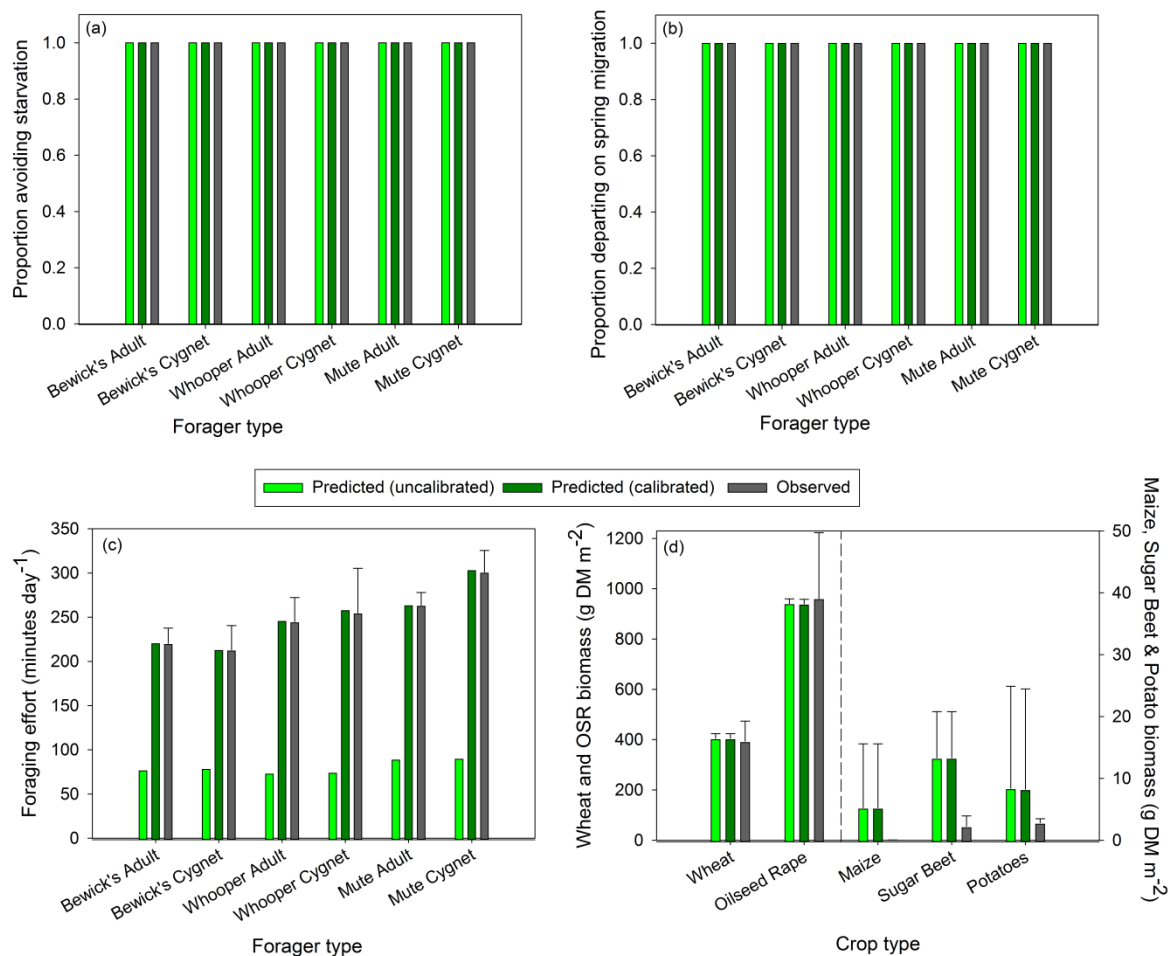 (a)
Proportion avoiding starvation
1.0
0.8
0.6
0.4
0.2
0.0
Bewick's Adult
Bewick's Cygnet
Whooper Adult
Whooper Cygnet
Mute Adult
Mute Cygnet
Forager type
(b)
Proportion departing on spring migration
1.0
0.8
0.6
0.4
0.2
0.0
Bewick's Adult
Bewick's Cygnet
Whooper Adult
Whooper Cygnet
Mute Adult
Mute Cygnet
Forager type
Predicted (uncalibrated) Predicted (calibrated) Observed
(c)
Foraging effort (minutes day⁻¹)
350
300
250
200
150
100
50
0
Bewick's Adult
Bewick's Cygnet
Whooper Adult
Whooper Cygnet
Mute Adult
Mute Cygnet
Forager type
(d)
Wheat and OSR biomass (g DM m⁻²)
1200
1000
800
600
400
200
0
Wheat
Oilseed Rape
Maize
Sugar Beet
Potatoes
Crop type
50
40
30
20
10
0
Maize, Sugar Beet & Potato biomass (g DM m⁻²)